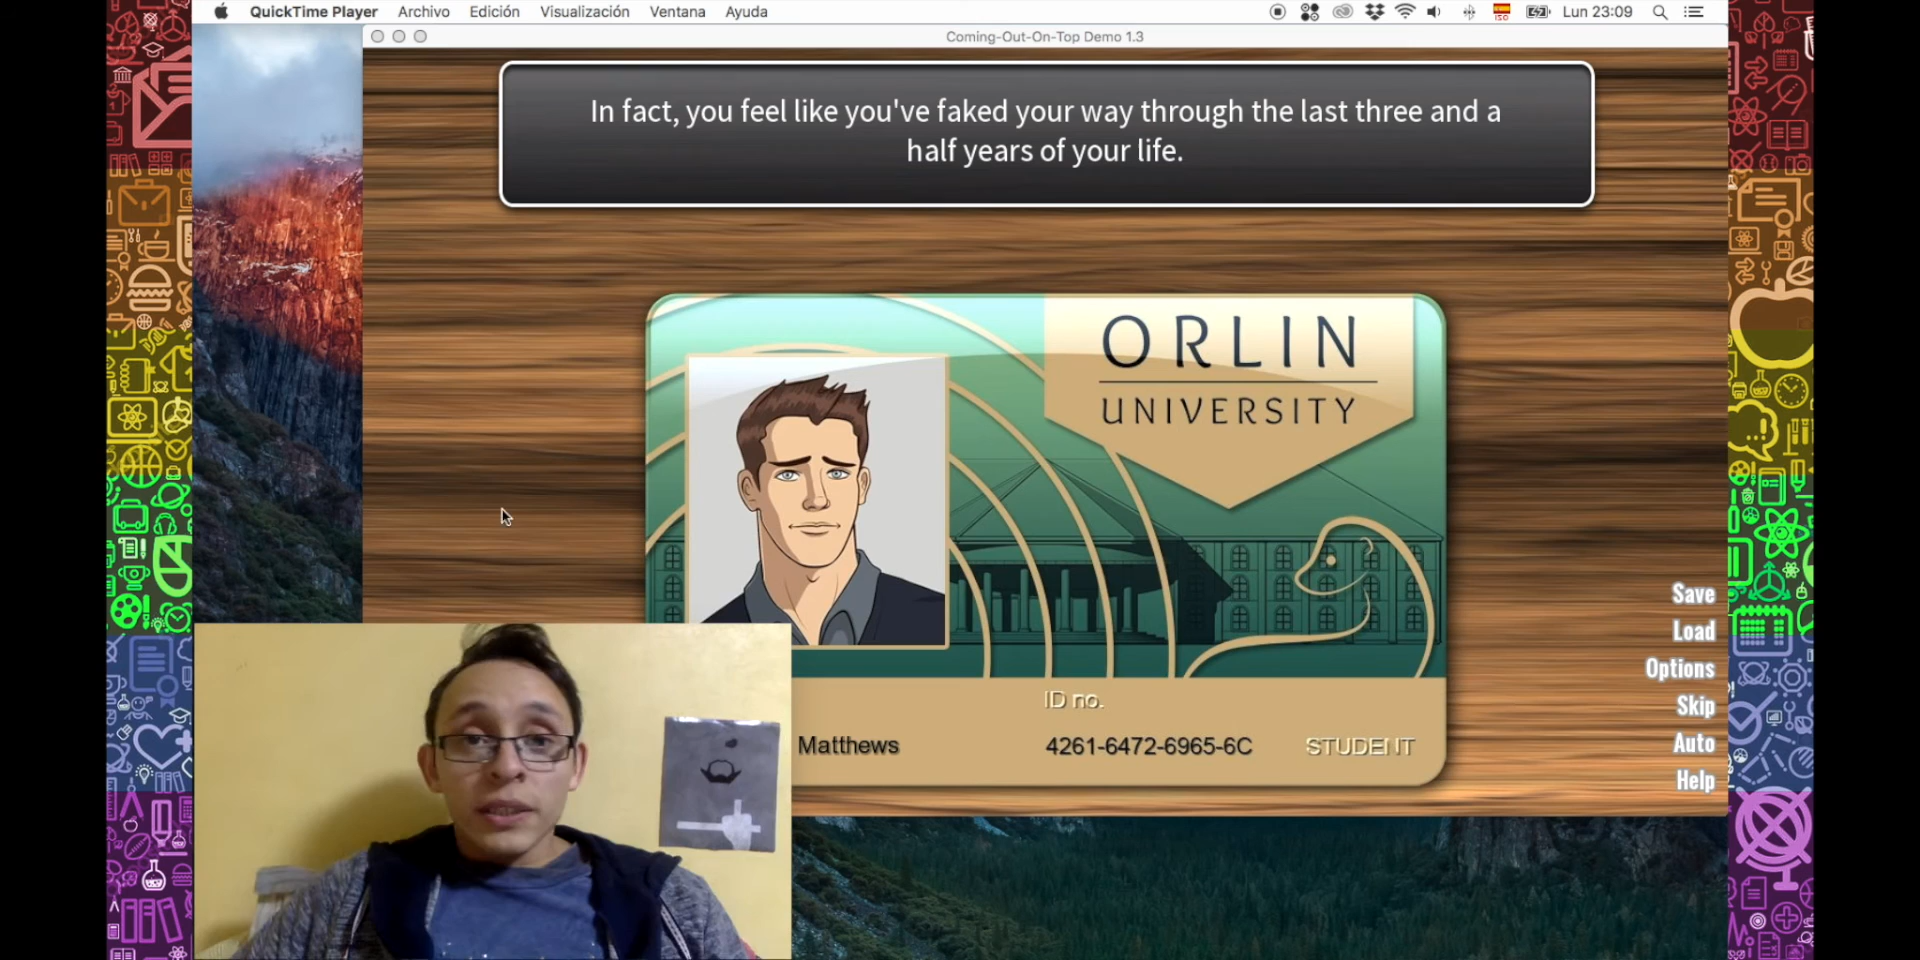 QuickTime Player Archivo Edición Visualización Ventana Ayuda
ISO Lun 23:09
Coming-Out-On-Top Demo 1.3
In fact, you feel like you've faked your way through the last three and a
half years of your life.
ORLIN
UNIVERSITY
Save
Load
Options
Skip
Auto
Help
ID no.
Matthews 4261-6472-6965-6C STUDENT